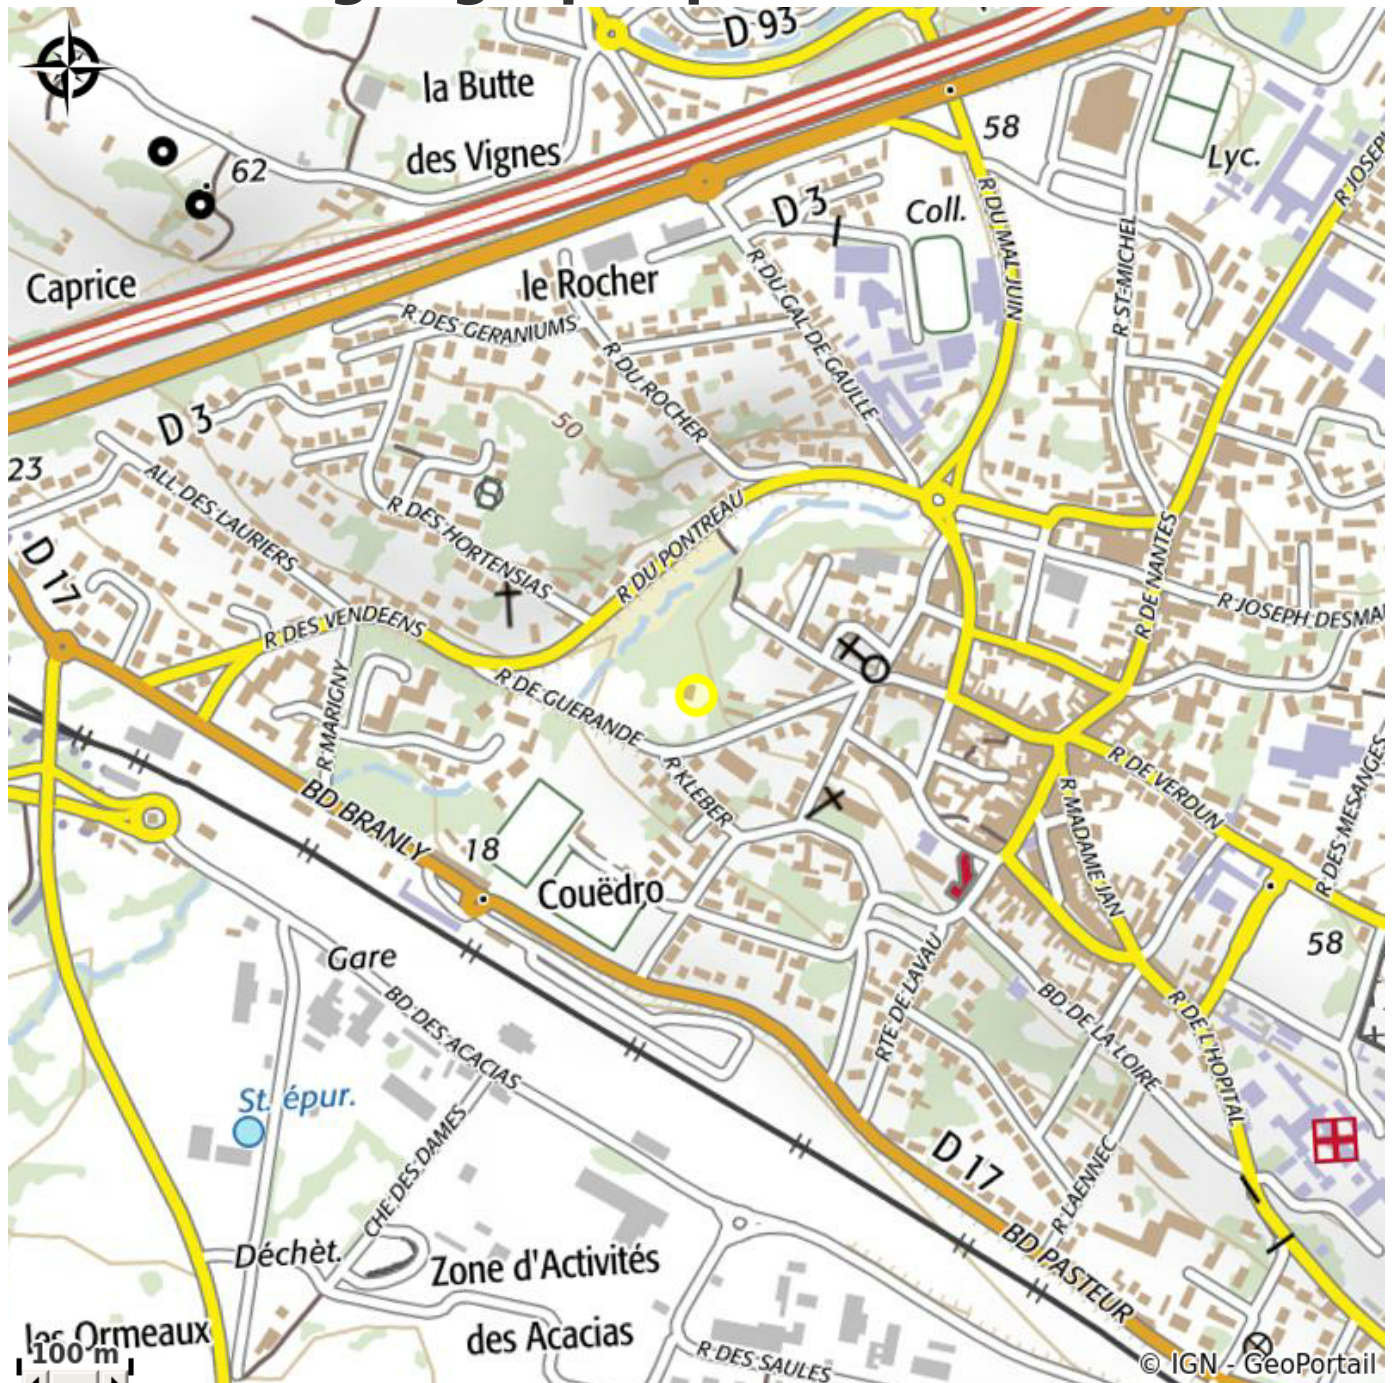 D 93
la Butte
des Vignes
58
62
Lyc.
R JOSEPH
D 3
Coll.
R DU MAL JUIN
R ST-MICHEL
Caprice
le Rocher
R DU GAL DE GAULLE
R DES GERANIUMS
R DU ROCHER
D 3
50
23
ALL DES LAURIERS
R DES HORTENSIAS
R DU PONTREAU
D 17
R DE NANTES
R JOSEPH DESMA
R DES VENDEENS
R MARIGNY
R DE GUERANDE
R KLEBER
R DE VERDUN
R MADAME JAN
R DES MESANGES
BD BRANLY
18
Couëdro
58
Gare
RTE DE LAVAU
BD DE LA LOIRE
R DE L'HOPITAL
BD DES ACACIAS
St. épur.
CHE DES DAMES
D 17
R LAENNEC
Déchèt.
Zone d'Activités
des Acacias
BD PASTEUR
les Ormeaux
100 m
R DES SAULES
© IGN - GeoPortail